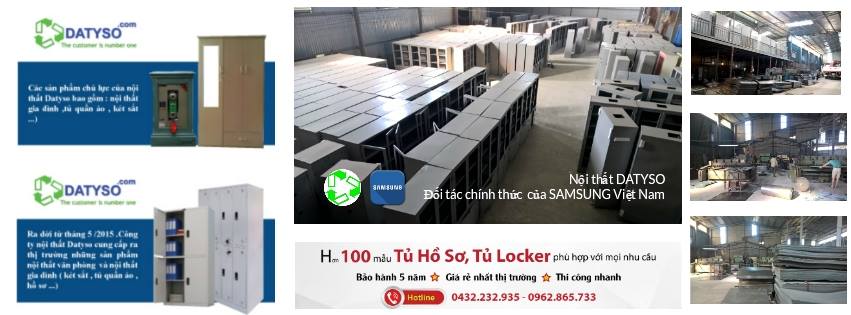 DATYSO.com
The customer is number one
Các sản phẩm chủ lực của nội
thất Datyso bao gồm : nội thất
gia đình ,tủ quần áo , két sắt
...)
DATYSO.com
The customer is number one
Ra đời từ tháng 5 /2015 .Công
ty nội thất Datyso cung cấp ra
thị trường những sản phẩm
nội thất văn phòng và nội thất
gia đình ( két sắt , tủ quần áo ,
hồ sơ ...)
SAMSUNG
Nội thất DATYSO
Đối tác chính thức của SAMSUNG Việt Nam
Hơn 100 mẫu Tủ Hồ Sơ, Tủ Locker phù hợp với mọi nhu cầu
Bảo hành 5 năm ★ Giá rẻ nhất thị trường ★ Thi công nhanh
Hotline 0432.232.935 - 0962.865.733